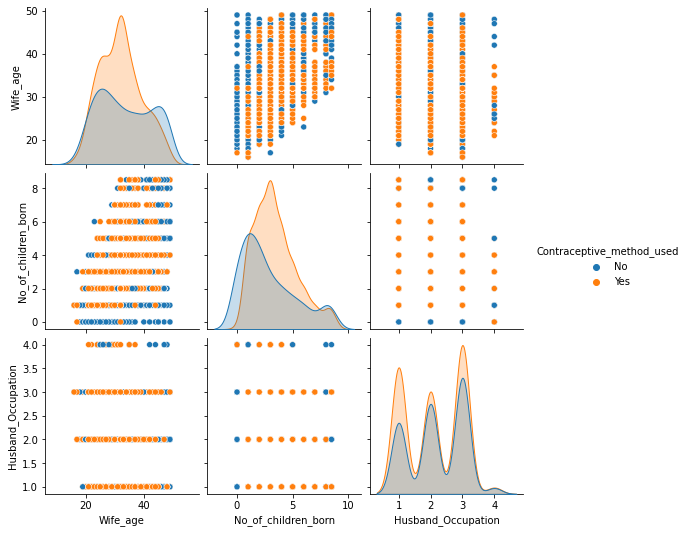 50
40
30
20
Wife_age
8
6
4
2
0
No_of_children_born
Contraceptive_method_used
No
Yes
4.0
3.5
3.0
2.5
2.0
1.5
1.0
Husband_Occupation
20 40
Wife_age
0 5 10
No_of_children_born
1 2 3 4
Husband_Occupation